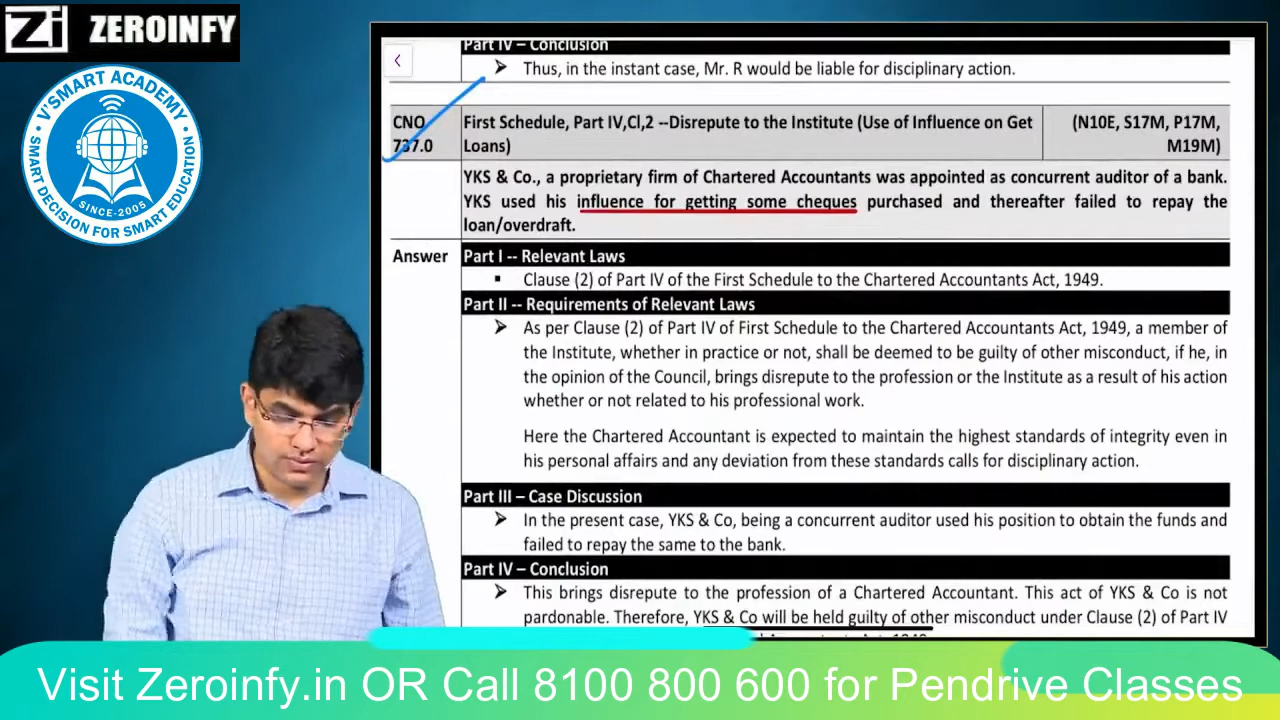 Zi ZEROINFY
V'SMART ACADEMY
SINCE-2005
SMART DECISION FOR SMART EDUCATION
Part IV – Conclusion
➢ Thus, in the instant case, Mr. R would be liable for disciplinary action.
CNO 737.0
First Schedule, Part IV,Cl,2 --Disrepute to the Institute (Use of Influence on Get Loans)
(N10E, S17M, P17M, M19M)
YKS & Co., a proprietary firm of Chartered Accountants was appointed as concurrent auditor of a bank.
YKS used his influence for getting some cheques purchased and thereafter failed to repay the
loan/overdraft.
Answer
Part I -- Relevant Laws
▪ Clause (2) of Part IV of the First Schedule to the Chartered Accountants Act, 1949.
Part II -- Requirements of Relevant Laws
➢ As per Clause (2) of Part IV of First Schedule to the Chartered Accountants Act, 1949, a member of
the Institute, whether in practice or not, shall be deemed to be guilty of other misconduct, if he, in
the opinion of the Council, brings disrepute to the profession or the Institute as a result of his action
whether or not related to his professional work.
Here the Chartered Accountant is expected to maintain the highest standards of integrity even in
his personal affairs and any deviation from these standards calls for disciplinary action.
Part III – Case Discussion
➢ In the present case, YKS & Co, being a concurrent auditor used his position to obtain the funds and
failed to repay the same to the bank.
Part IV – Conclusion
➢ This brings disrepute to the profession of a Chartered Accountant. This act of YKS & Co is not
pardonable. Therefore, YKS & Co will be held guilty of other misconduct under Clause (2) of Part IV
Visit Zeroinfy.in OR Call 8100 800 600 for Pendrive Classes